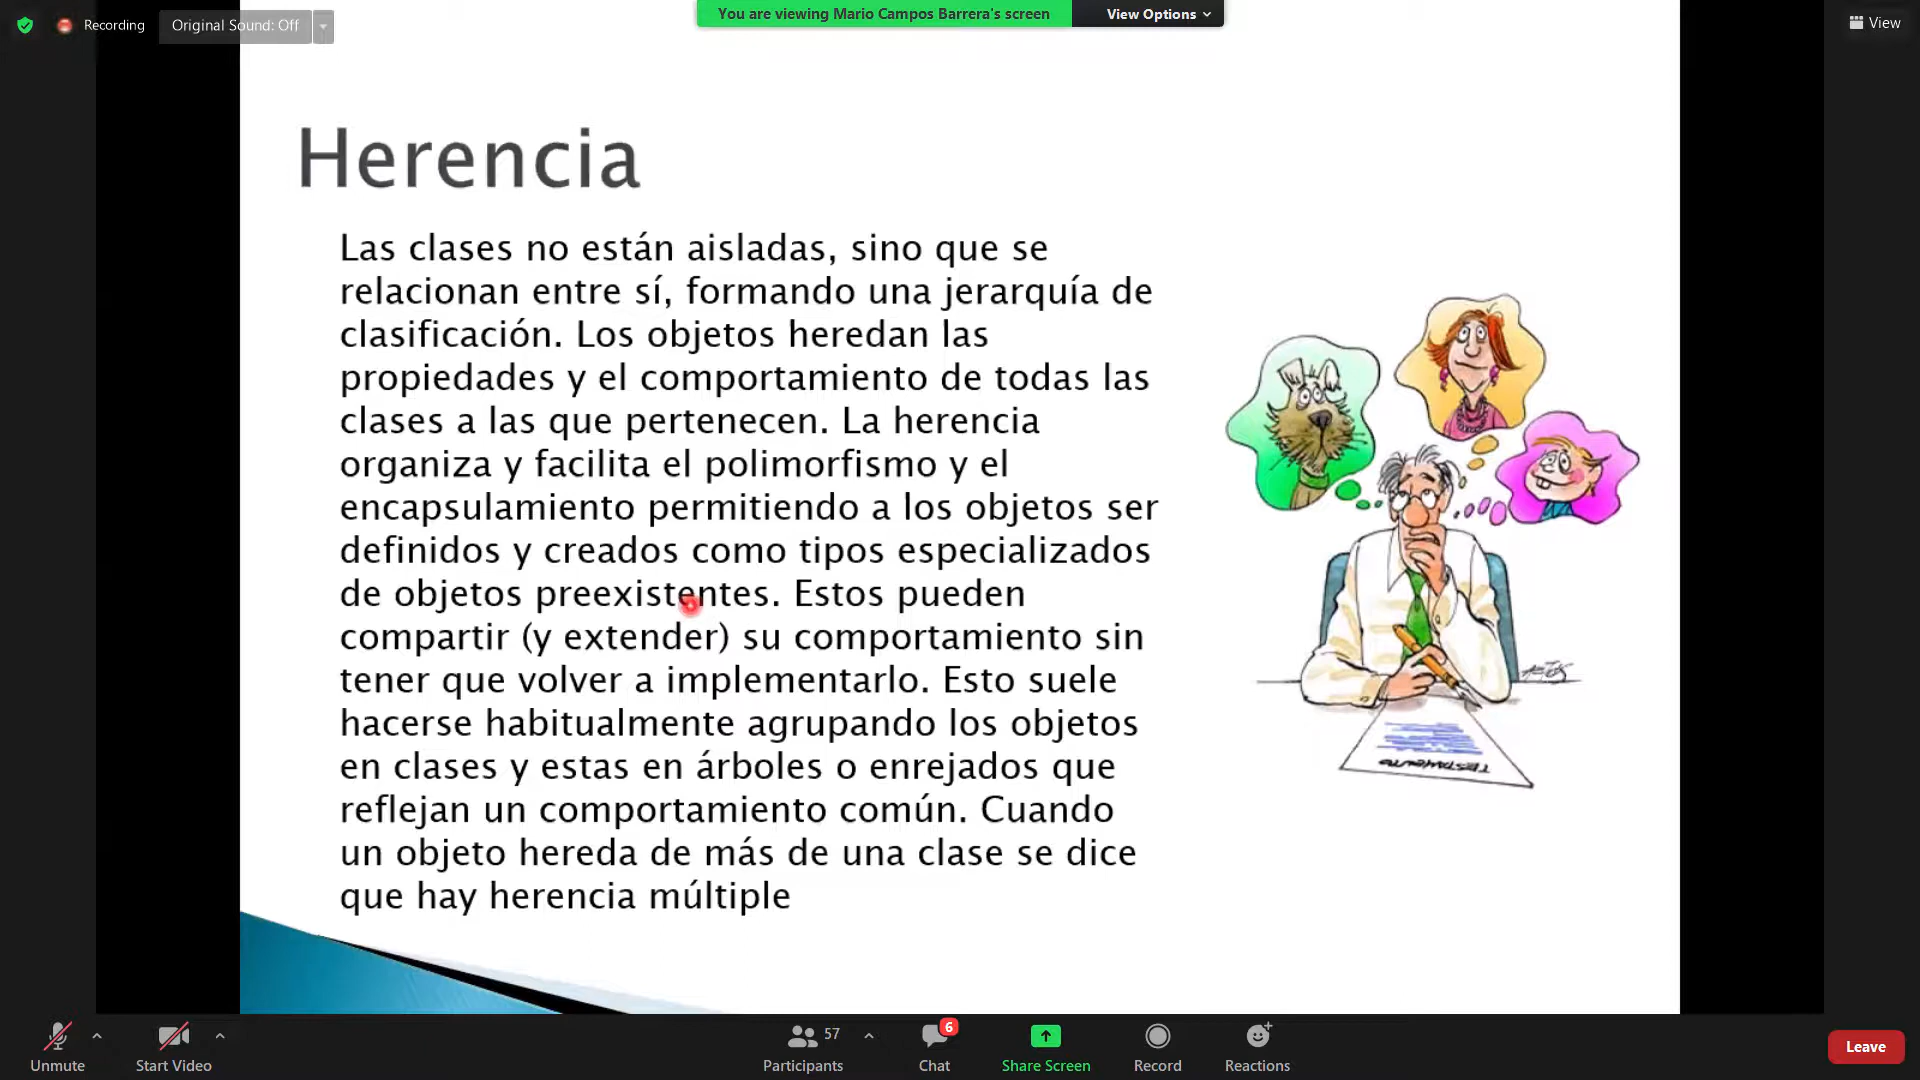 Recording
Original Sound: Off
You are viewing Mario Campos Barrera's screen
View Options
View
Herencia
Las clases no están aisladas, sino que se
relacionan entre sí, formando una jerarquía de
clasificación. Los objetos heredan las
propiedades y el comportamiento de todas las
clases a las que pertenecen. La herencia
organiza y facilita el polimorfismo y el
encapsulamiento permitiendo a los objetos ser
definidos y creados como tipos especializados
de objetos preexistentes. Estos pueden
compartir (y extender) su comportamiento sin
tener que volver a implementarlo. Esto suele
hacerse habitualmente agrupando los objetos
en clases y estas en árboles o enrejados que
reflejan un comportamiento común. Cuando
un objeto hereda de más de una clase se dice
que hay herencia múltiple
TESTAMENTO
Unmute
Start Video
57
Participants
6
Chat
Share Screen
Record
Reactions
Leave